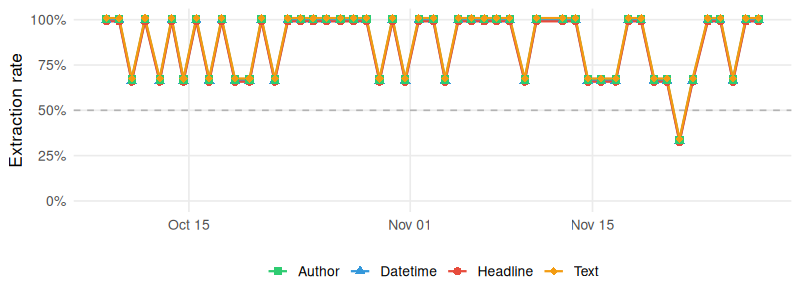 Extraction rate
100%
75%
50%
25%
0%
Oct 15
Nov 01
Nov 15
Author
Datetime
Headline
Text